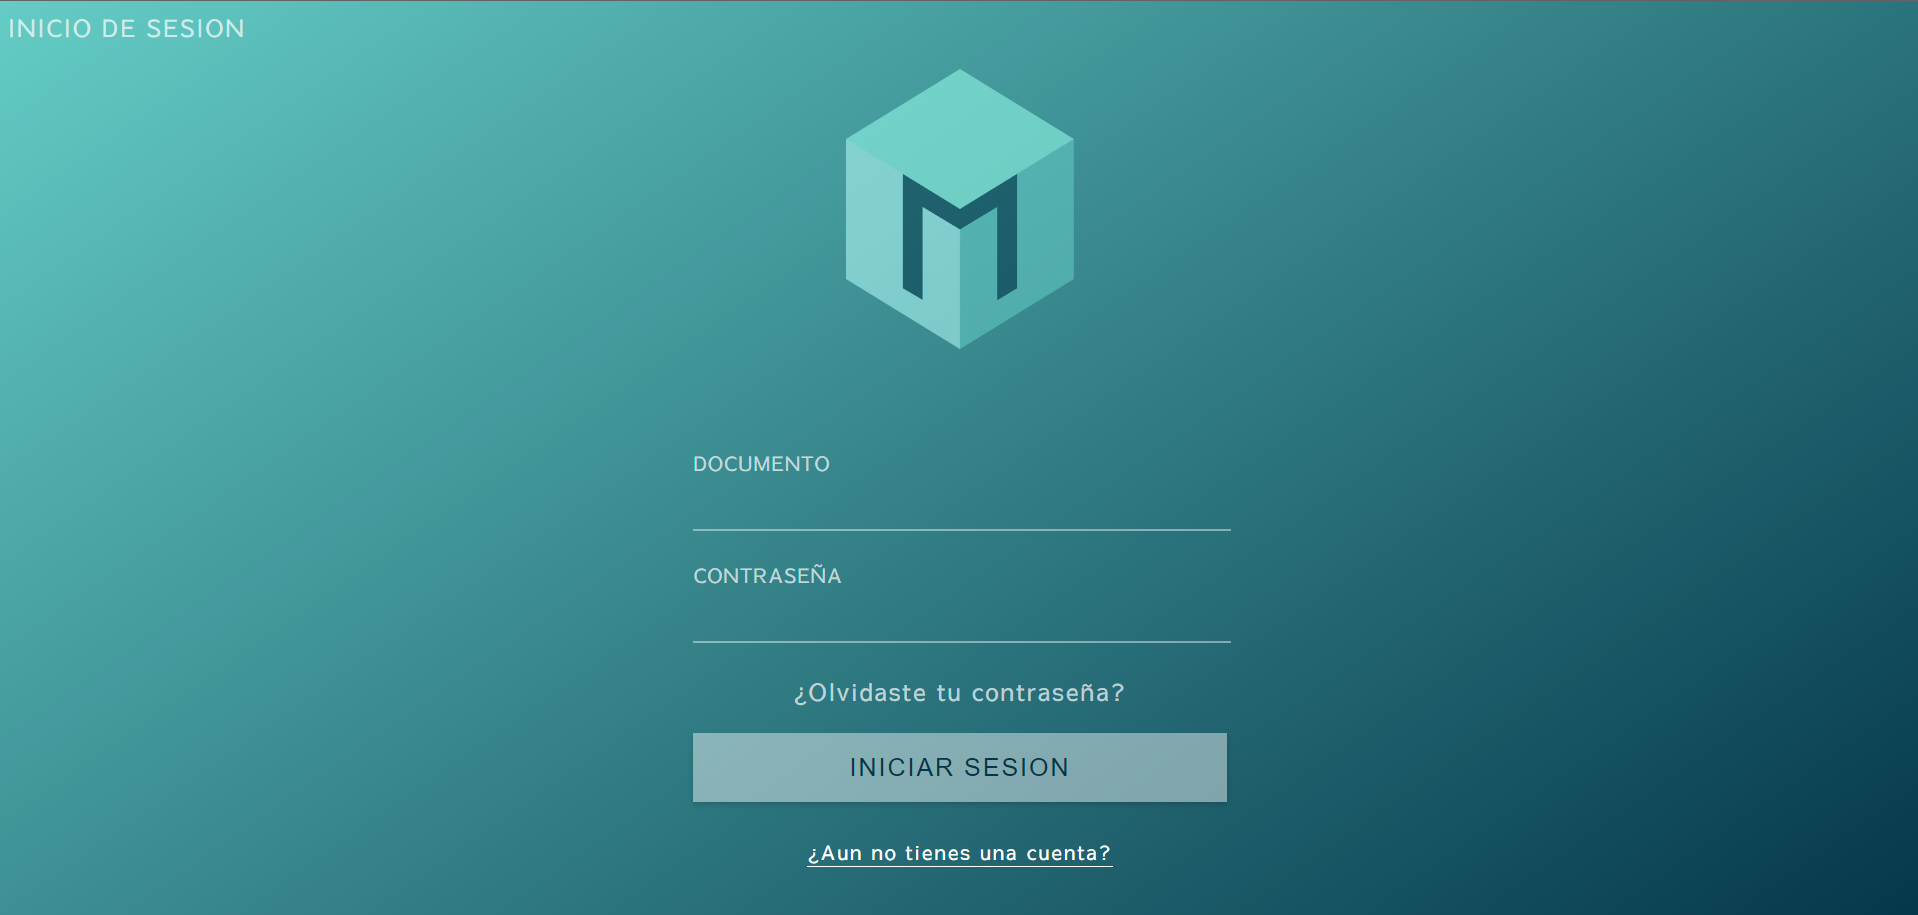 INICIO DE SESION
M
DOCUMENTO
CONTRASEÑA
¿Olvidaste tu contraseña?
INICIAR SESION
¿Aun no tienes una cuenta?